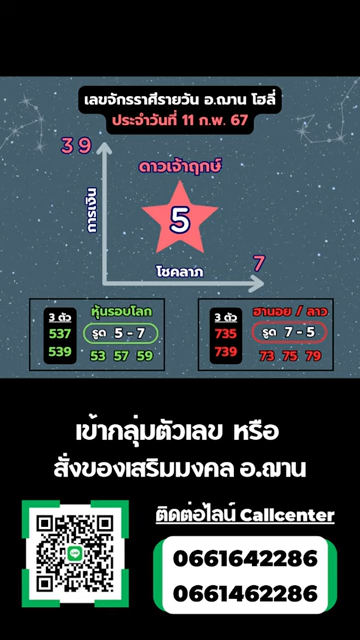 เลขจักรราศีรายวัน อ.ฌาน โฮลี่
ประจำวันที่ 11 ก.พ. 67
3 9
ดาวเจ้าฤกษ์
การเงิน
5
โชคลาภ
7
3 ตัว
หุ้นรอบโลก
537
รูด 5 - 7
539
53 57 59
3 ตัว
ฮานอย / ลาว
735
รูด 7 - 5
739
73 75 79
เข้ากลุ่มตัวเลข หรือ
สั่งของเสริมมงคล อ.ฌาน
ติดต่อไลน์ Callcenter
0661642286
0661462286